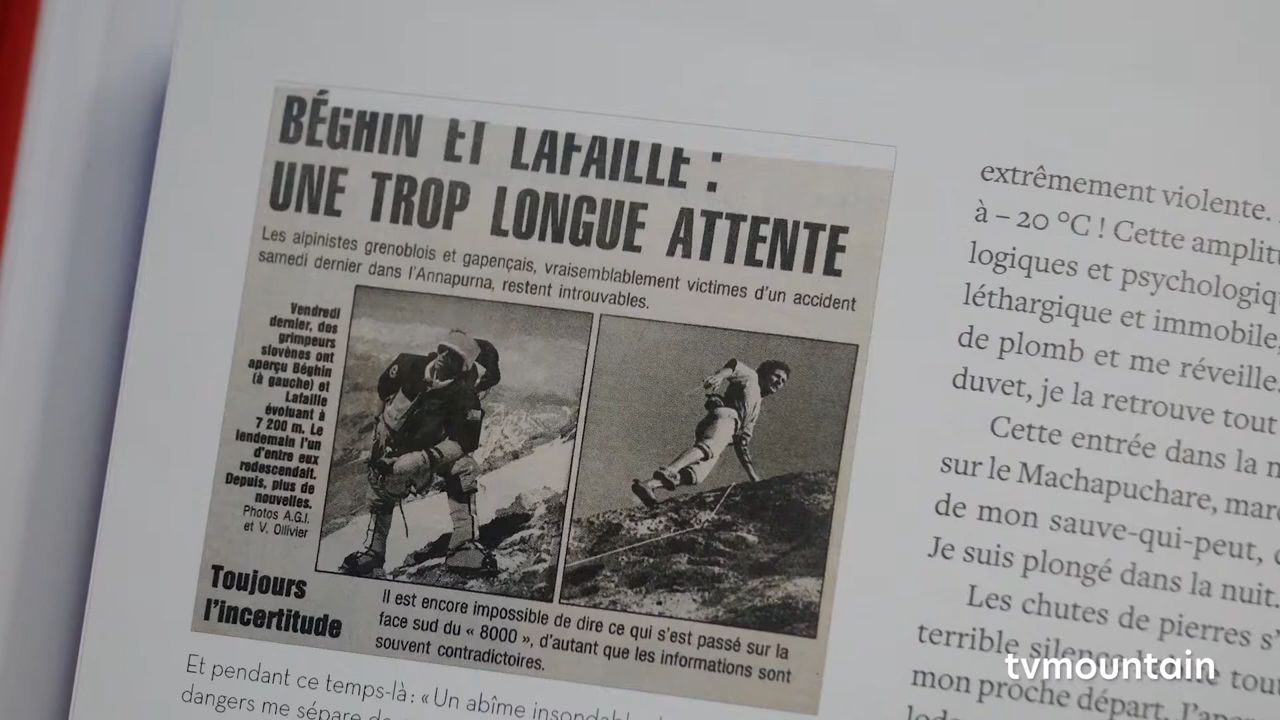 BÉGHIN ET LAFAILLE :
UNE TROP LONGUE ATTENTE
Les alpinistes grenoblois et gapençais, vraisemblablement victimes d'un accident
samedi dernier dans l'Annapurna, restent introuvables.
Vendredi
dernier, des
grimpeurs
slovènes ont
aperçu Béghin
(à gauche) et
Lafaille
évoluant à
7 200 m. Le
lendemain l'un
d'entre eux
redescendait.
Depuis, plus de
nouvelles.
Photos A.G.I.
et V. Ollivier
Toujours
l'incertitude
Il est encore impossible de dire ce qui s'est passé sur la
face sud du « 8000 », d'autant que les informations sont
souvent contradictoires.
Et pendant ce temps-là : « Un abîme insondable
dangers me sépare de
extrêmement violente.
à – 20 °C ! Cette amplit
logiques et psychologiq
léthargique et immobile,
de plomb et me réveille
duvet, je la retrouve tout
Cette entrée dans la n
sur le Machapuchare, marc
de mon sauve-qui-peut,
Je suis plongé dans la nuit.
Les chutes de pierres s'
terrible silence tout
mon proche départ. J'ape
tvmountain